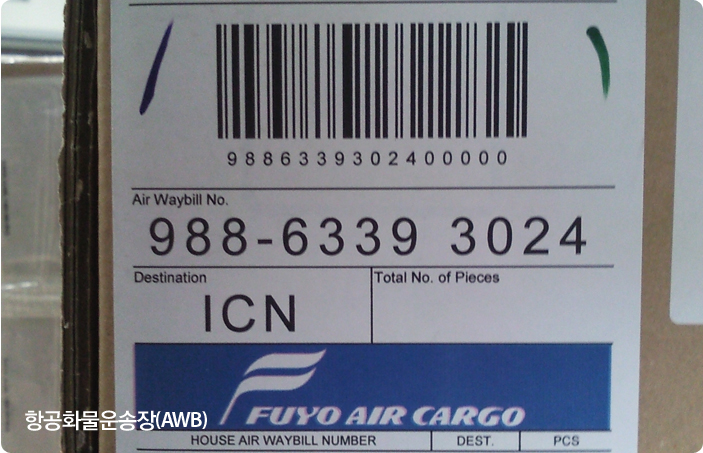 9886339302400000
Air Waybill No.
988-6339 3024
Destination
Total No. of Pieces
ICN
FUYO AIR CARGO
항공화물운송장(AWB)
HOUSE AIR WAYBILL NUMBER
DEST.
PCS